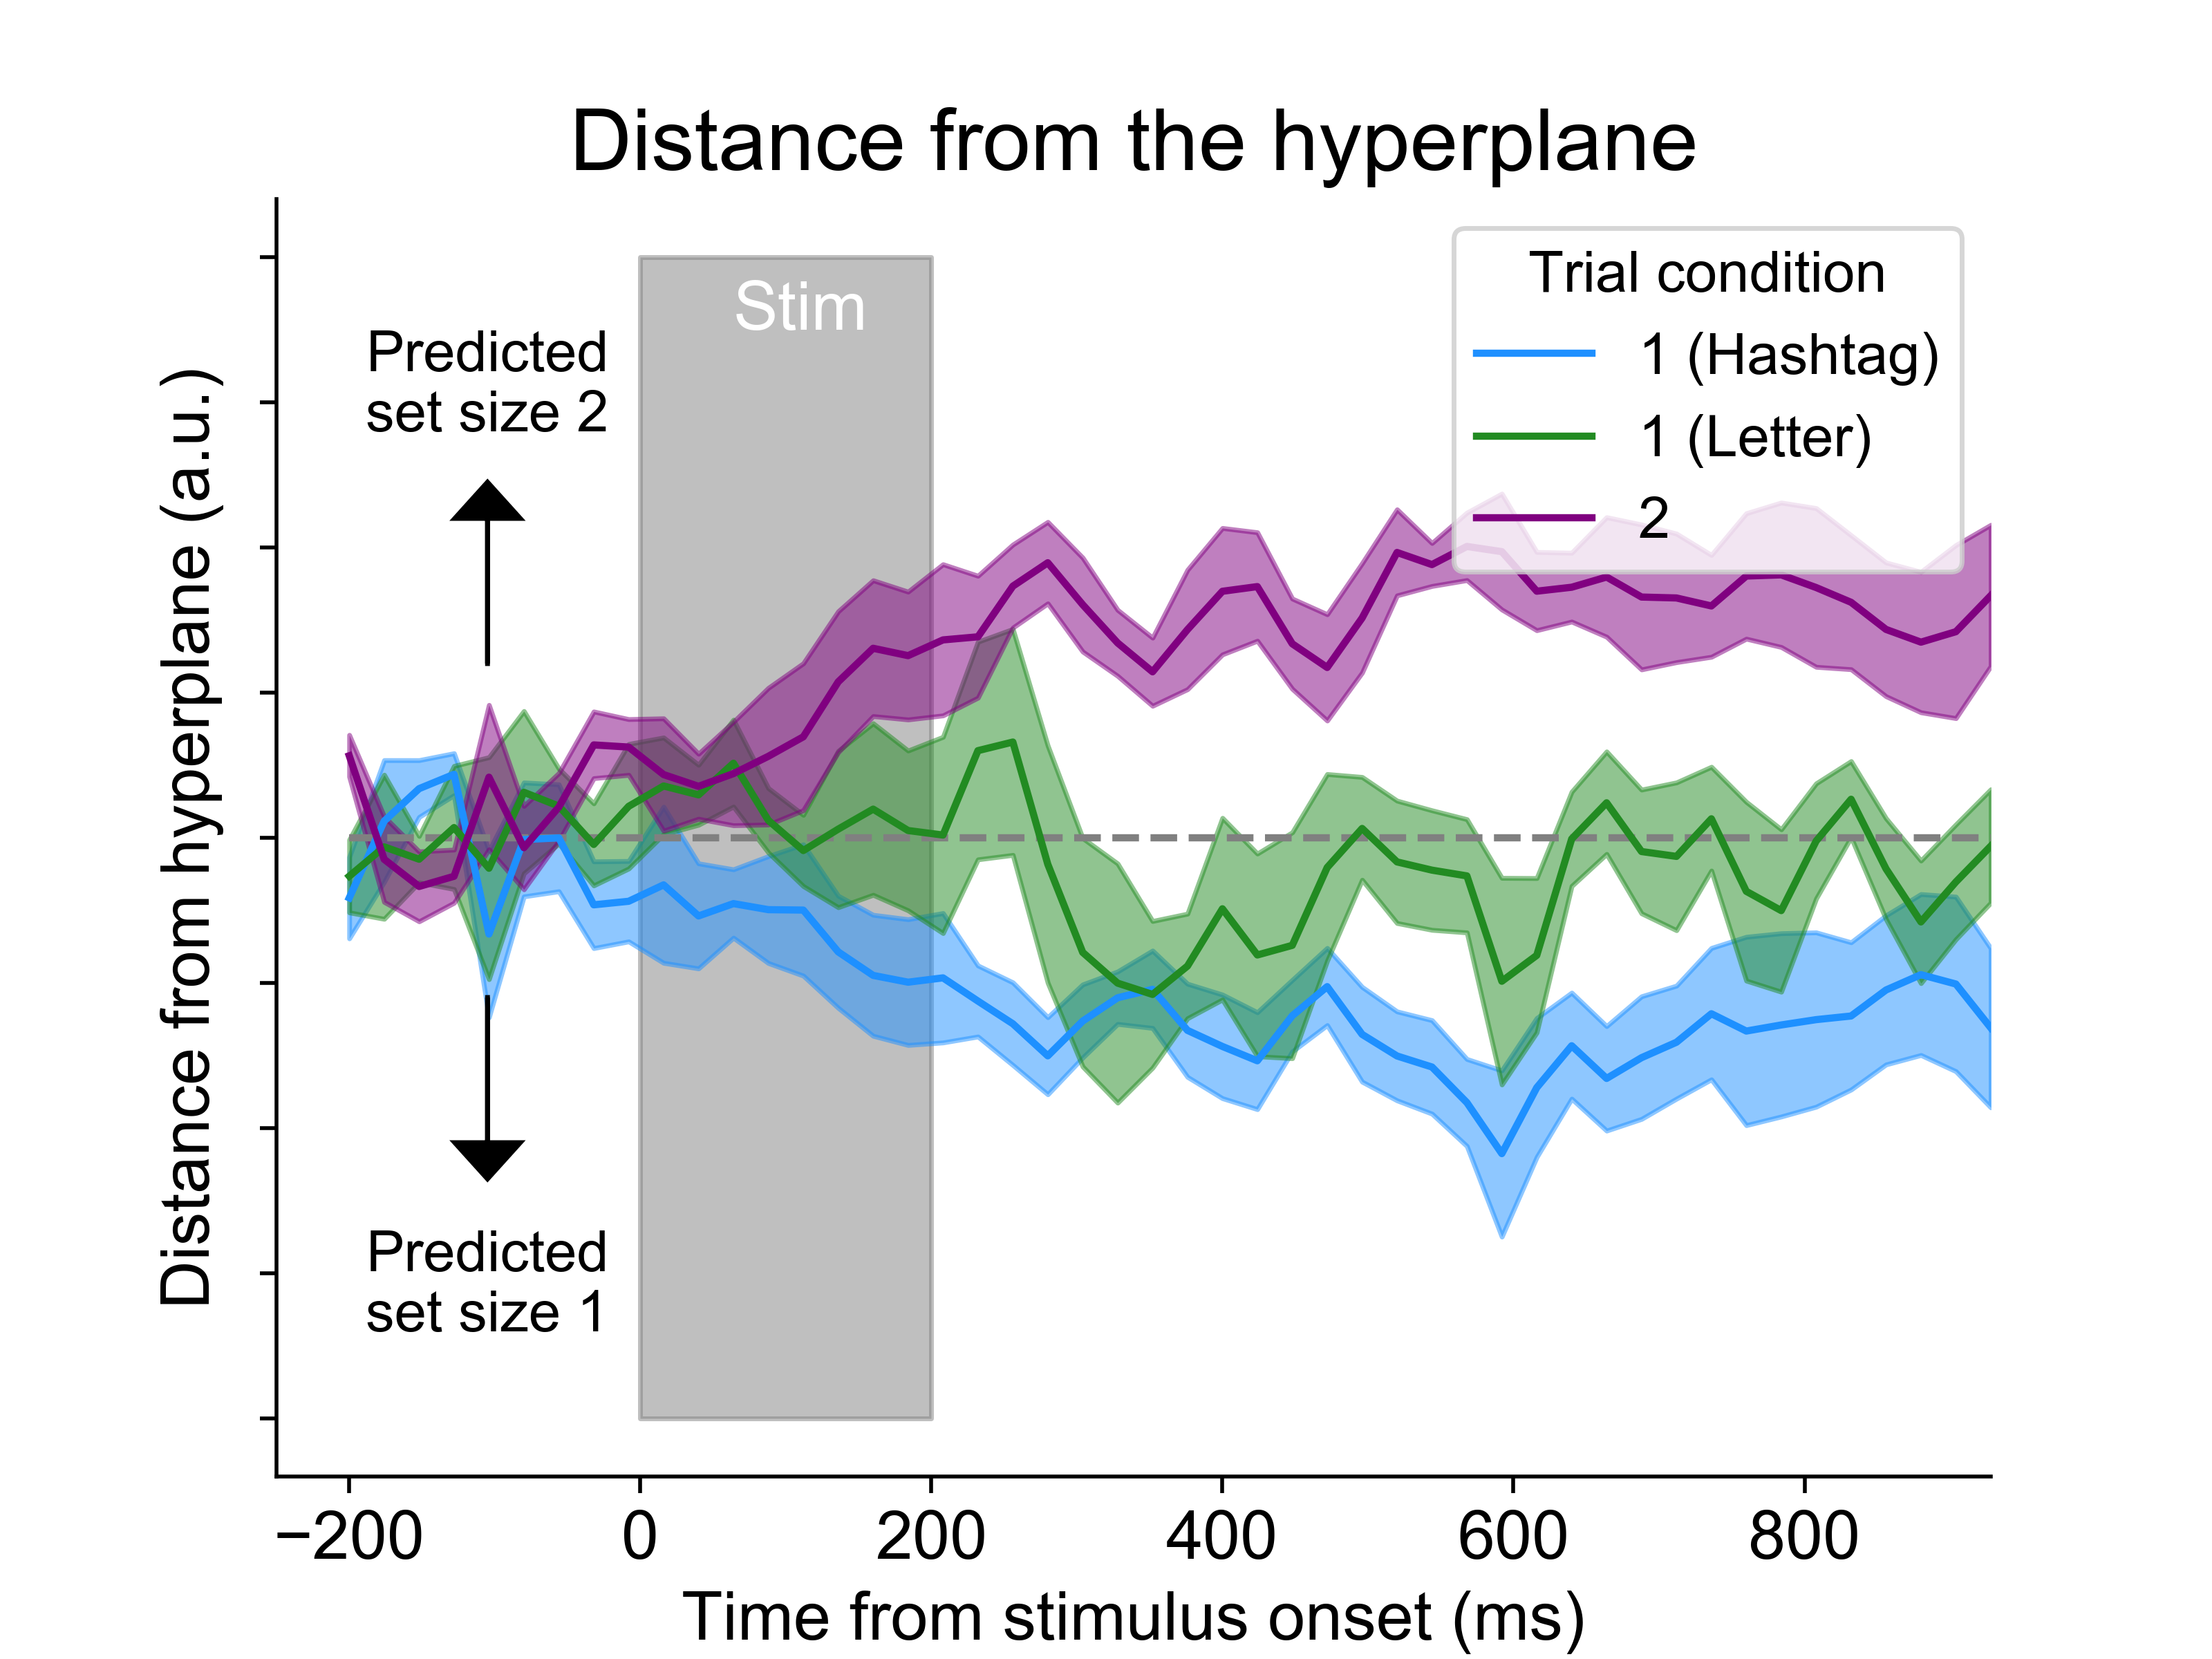 Distance from the hyperplane
Distance from hyperplane (a.u.)
Stim
Predicted
set size 2
Predicted
set size 1
Trial condition
1 (Hashtag)
1 (Letter)
2
−200 0 200 400 600 800
Time from stimulus onset (ms)